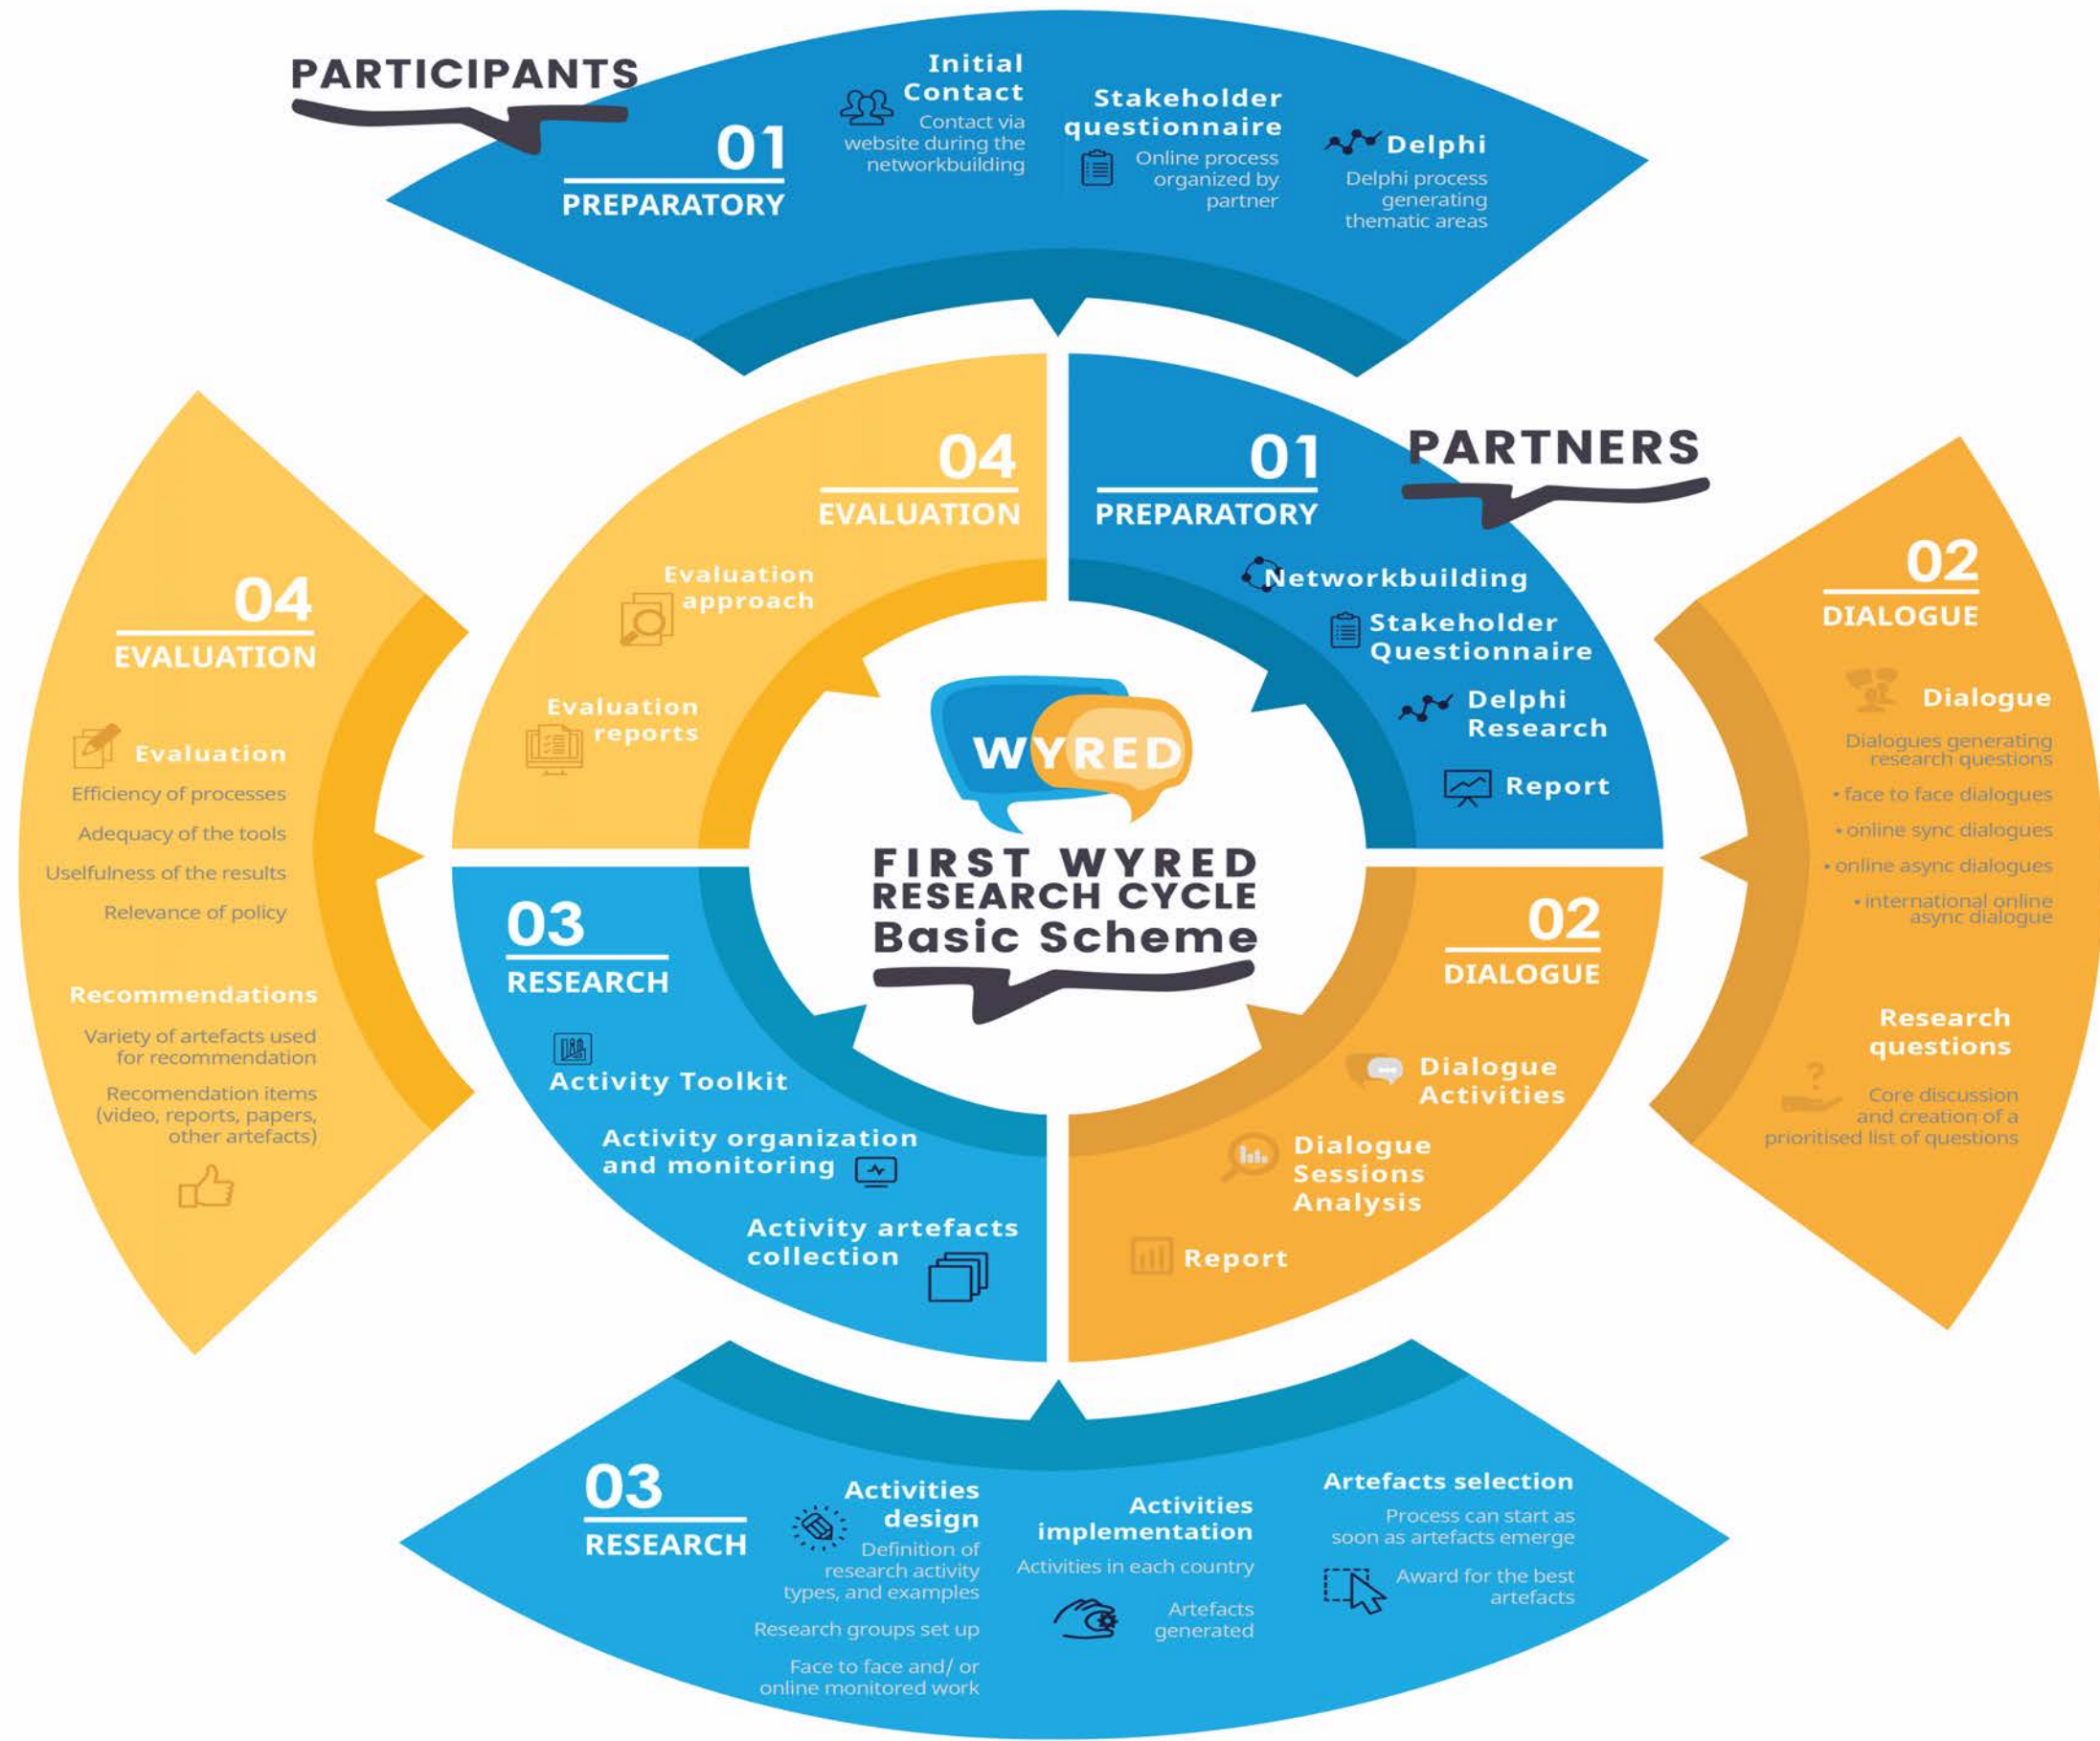 PARTICIPANTS
01
PREPARATORY
Initial
Contact
Contact via
website during the
networkbuilding
Stakeholder
questionnaire
Online process
organized by
partner
Delphi
Delphi process
generating
thematic areas
PARTNERS
01
PREPARATORY
Networkbuilding
Stakeholder
Questionnaire
Delphi
Research
Report
02
DIALOGUE
Dialogue
Activities
Dialogue
Sessions
Analysis
Report
03
RESEARCH
Activity Toolkit
Activity organization
and monitoring
Activity artefacts
collection
04
EVALUATION
Evaluation
approach
Evaluation
reports
WYRED
FIRST WYRED
RESEARCH CYCLE
Basic Scheme
02
DIALOGUE
Dialogue
Dialogues generating
research questions
• face to face dialogues
• online sync dialogues
• online async dialogues
• international online
async dialogue
Research
questions
?
Core discussion
and creation of a
prioritised list of questions
03
RESEARCH
Activities
design
Definition of
research activity
types, and examples
Research groups set up
Face to face and/ or
online monitored work
Activities
implementation
Activities in each country
Artefacts
generated
Artefacts selection
Process can start as
soon as artefacts emerge
Award for the best
artefacts
04
EVALUATION
Evaluation
Efficiency of processes
Adequacy of the tools
Uselfulness of the results
Relevance of policy
Recommendations
Variety of artefacts used
for recommendation
Recomendation items
(video, reports, papers,
other artefacts)